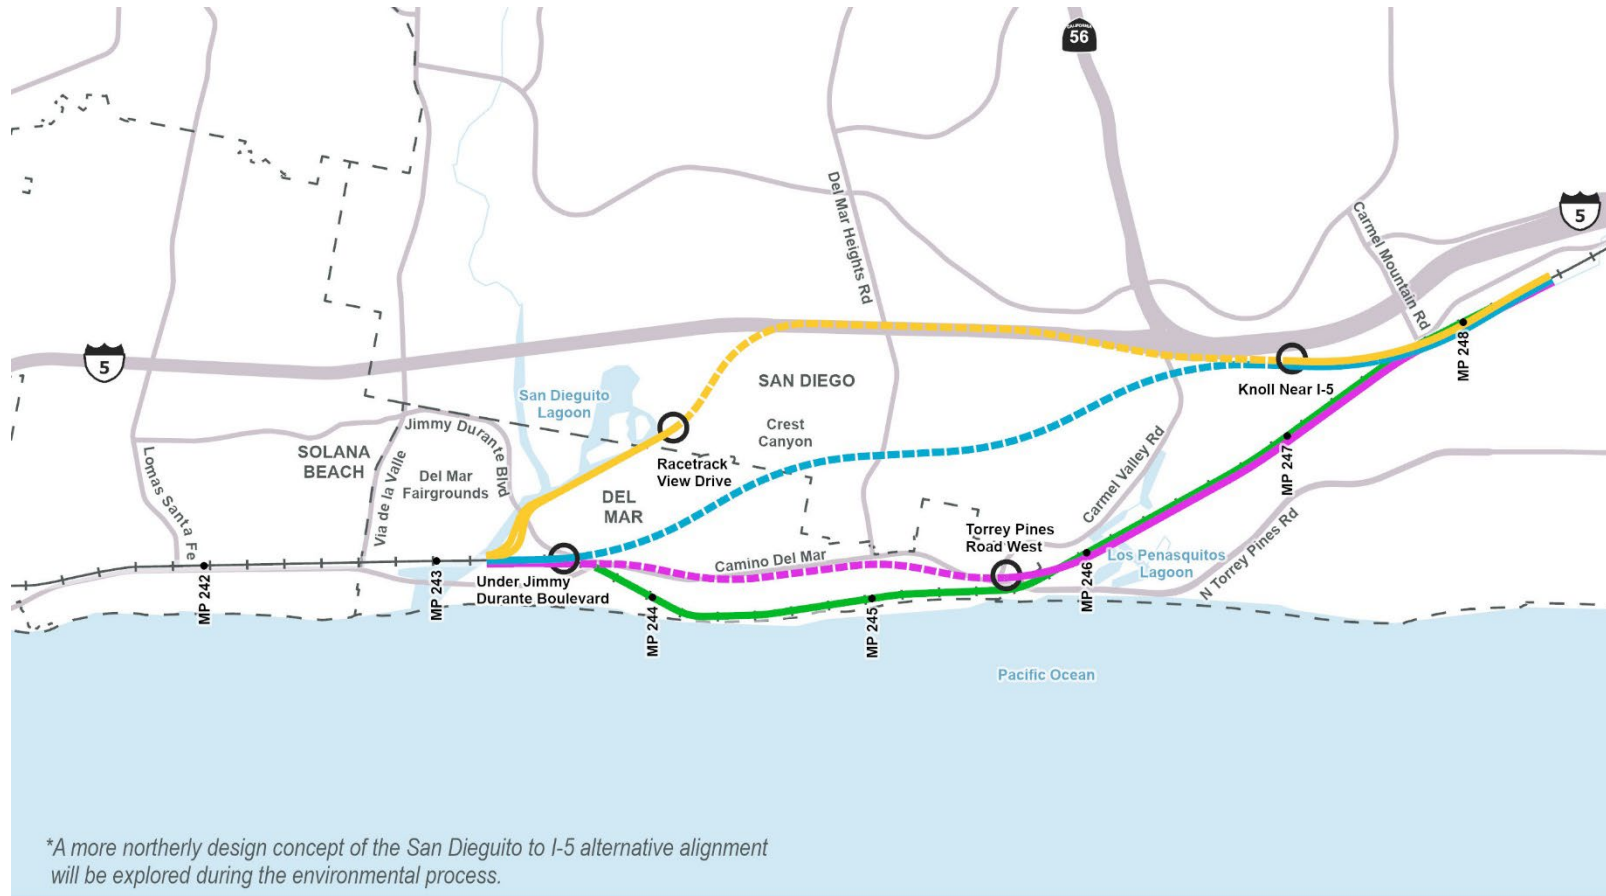 CALIFORNIA
56
5
Del Mar Heights Rd
Carmel Mountain Rd
5
MP 248
Knoll Near I-5
SAN DIEGO
San Dieguito
Lagoon
Crest
Canyon
Jimmy Durante Blvd
SOLANA
BEACH
Lomas Santa Fe
Via de la Valle
Del Mar
Fairgrounds
Racetrack
View Drive
DEL
MAR
Carmel Valley Rd
MP 247
Torrey Pines
Road West
Camino Del Mar
Los Penasquitos
Lagoon
N Torrey Pines Rd
MP 242
MP 243
Under Jimmy
Durante Boulevard
MP 244
MP 245
MP 246
Pacific Ocean
*A more northerly design concept of the San Dieguito to I-5 alternative alignment
will be explored during the environmental process.